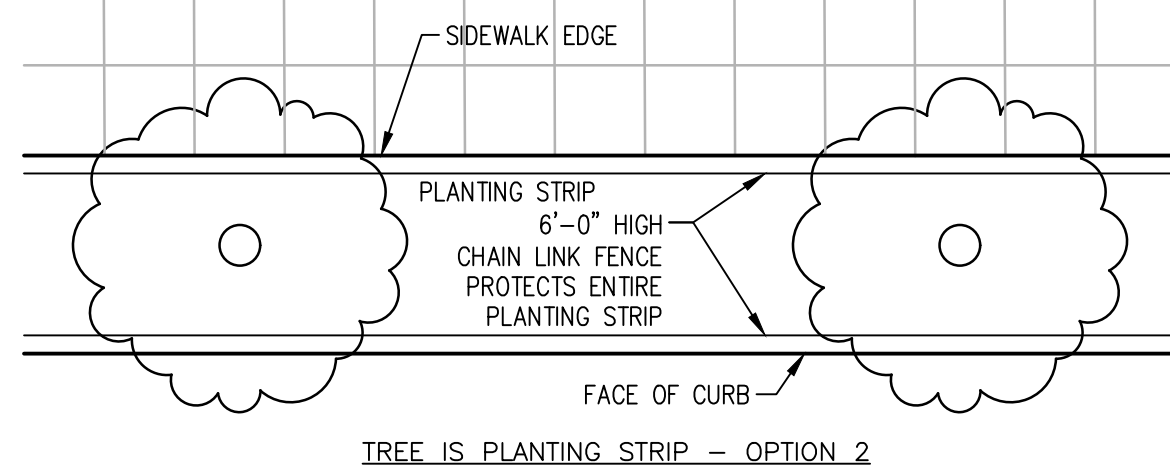 SIDEWALK EDGE
PLANTING STRIP
6'-0" HIGH
CHAIN LINK FENCE
PROTECTS ENTIRE
PLANTING STRIP
FACE OF CURB
TREE IS PLANTING STRIP - OPTION 2